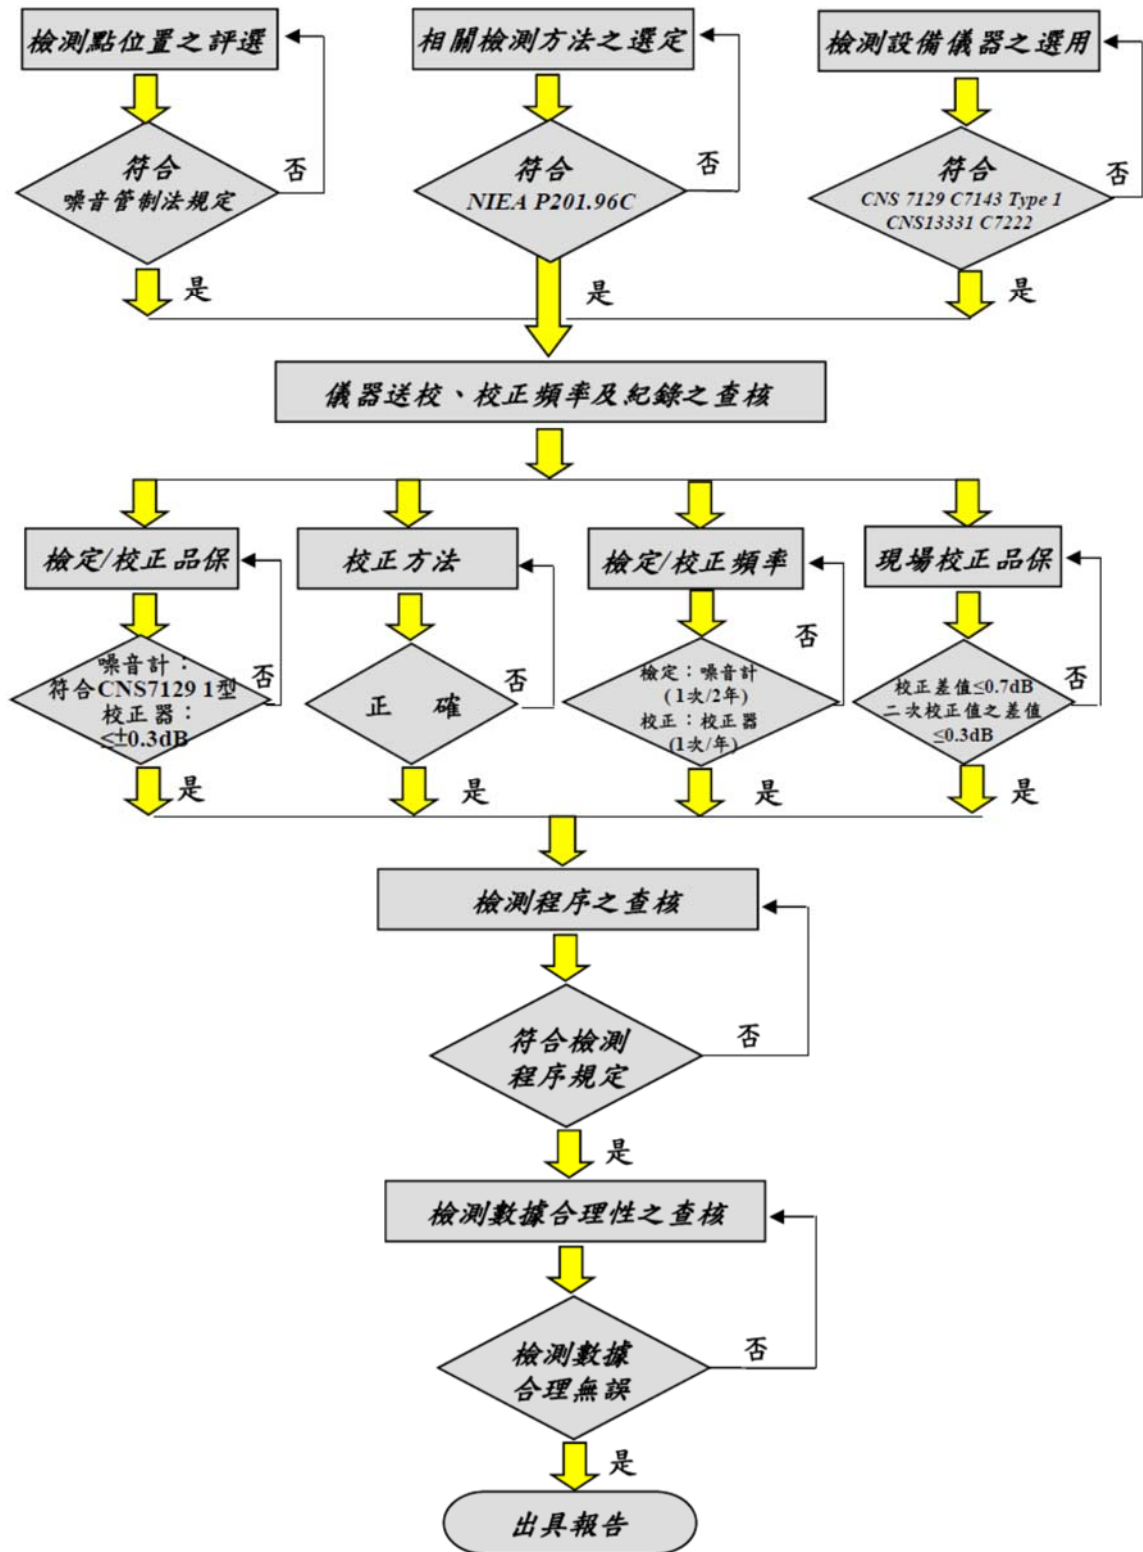 檢測點位置之評選
相關檢測方法之選定
檢測設備儀器之選用
符合
噪音管制法規定
否
符合
NIEA P201.96C
否
符合
CNS 7129 C7143 Type 1
CNS13331 C7222
否
是
是
是
儀器送校、校正頻率及紀錄之查核
檢定/校正品保
校正方法
檢定/校正頻率
現場校正品保
噪音計：
符合CNS7129 1型
校正器：
≤±0.3dB
否
正 確
否
檢定：噪音計
(1次/2年)
校正：校正器
(1次/年)
否
校正差值≤0.7dB
二次校正值之差值
≤0.3dB
否
是
是
是
是
檢測程序之查核
符合檢測
程序規定
否
是
檢測數據合理性之查核
檢測數據
合理無誤
否
是
出具報告